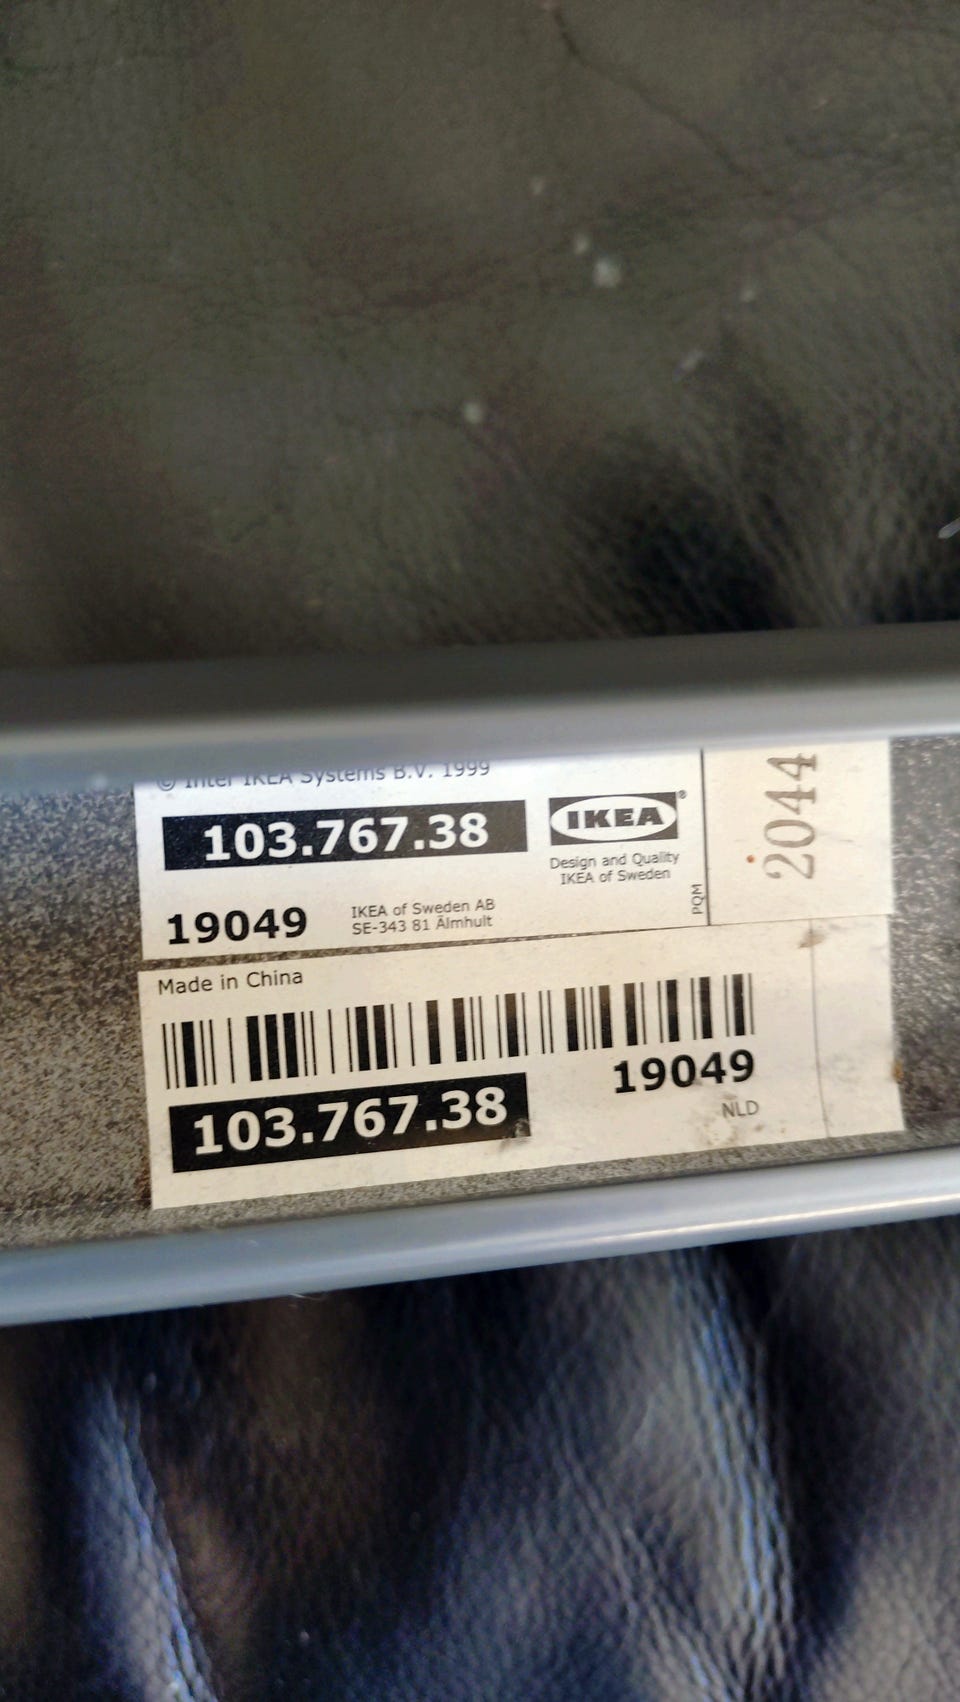 © Inter IKEA Systems B.V. 1999
103.767.38
IKEA®
Design and Quality
IKEA of Sweden
19049
IKEA of Sweden AB
SE-343 81 Älmhult
PQM
2044
Made in China
19049
103.767.38
NLD